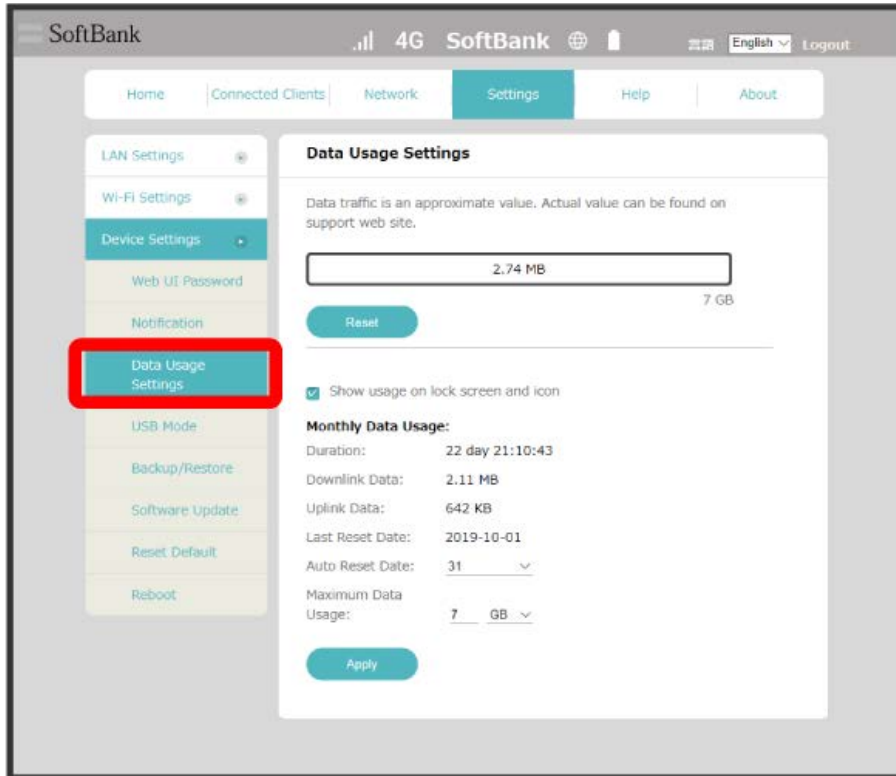 SoftBank
4G SoftBank
言語 English Logout
Home Connected Clients Network Settings Help About
LAN Settings
Wi-Fi Settings
Device Settings
Web UI Password
Notification
Data Usage
Settings
USB Mode
Backup/Restore
Software Update
Reset Default
Reboot
Data Usage Settings
Data traffic is an approximate value. Actual value can be found on
support web site.
2.74 MB
7 GB
Reset
Show usage on lock screen and icon
Monthly Data Usage:
Duration: 22 day 21:10:43
Downlink Data: 2.11 MB
Uplink Data: 642 KB
Last Reset Date: 2019-10-01
Auto Reset Date: 31
Maximum Data
Usage: 7 GB
Apply